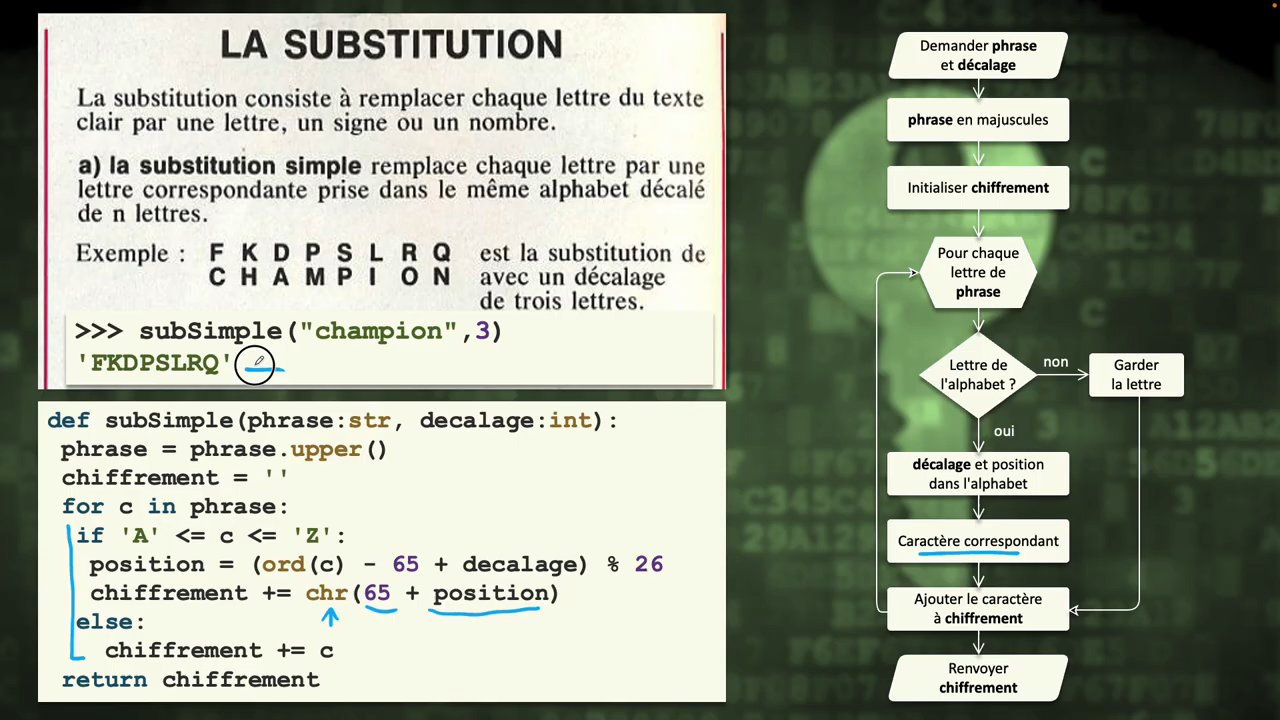 LA SUBSTITUTION
La substitution consiste à remplacer chaque lettre du texte
clair par une lettre, un signe ou un nombre.
a) la substitution simple remplace chaque lettre par une
lettre correspondante prise dans le même alphabet décalé
de n lettres.
Exemple : F K D P S L R Q est la substitution de
C H A M P I O N avec un décalage
de trois lettres.
>>> subSimple("champion",3)
'FKDPSLRQ'
def subSimple(phrase:str, decalage:int):
phrase = phrase.upper()
chiffrement = ''
for c in phrase:
if 'A' <= c <= 'Z':
position = (ord(c) - 65 + decalage) % 26
chiffrement += chr(65 + position)
else:
chiffrement += c
return chiffrement
Demander phrase
et décalage
phrase en majuscules
Initialiser chiffrement
Pour chaque
lettre de
phrase
Lettre de
l'alphabet ?
non
Garder
la lettre
oui
décalage et position
dans l'alphabet
Caractère correspondant
Ajouter le caractère
à chiffrement
Renvoyer
chiffrement